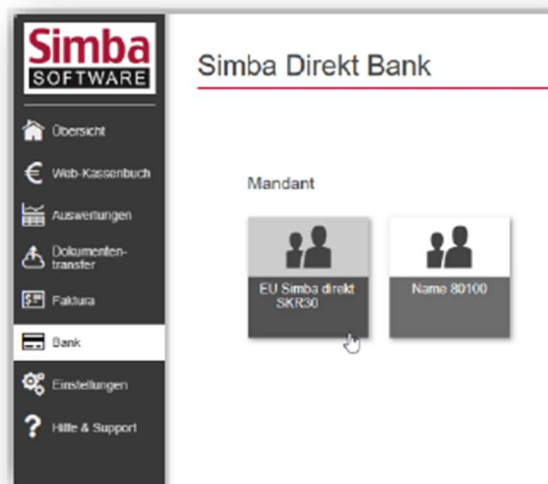 Simba
SOFTWARE
Übersicht
Web-Kassenbuch
Auswertungen
Dokumenten-
transfer
Faktura
Bank
Einstellungen
Hilfe & Support
Simba Direkt Bank
Mandant
EU Simba direkt
SKR30
Name 80100